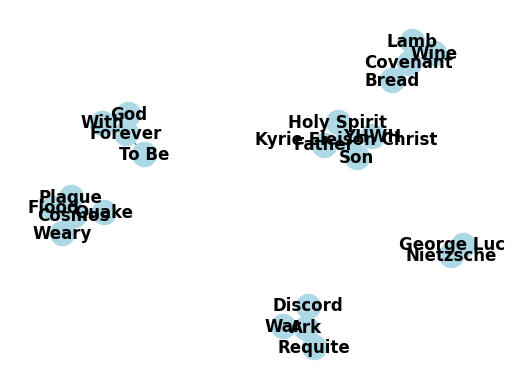 Lamb
Wine
Covenant
Bread
God
With
Forever
To Be
Holy Spirit
YHWH
Kyrie Eleison Christ
Father
Son
Plague
Flood
Quake
Cosmos
Weary
George Luc
Nietzsche
Discord
War
Ark
Requite